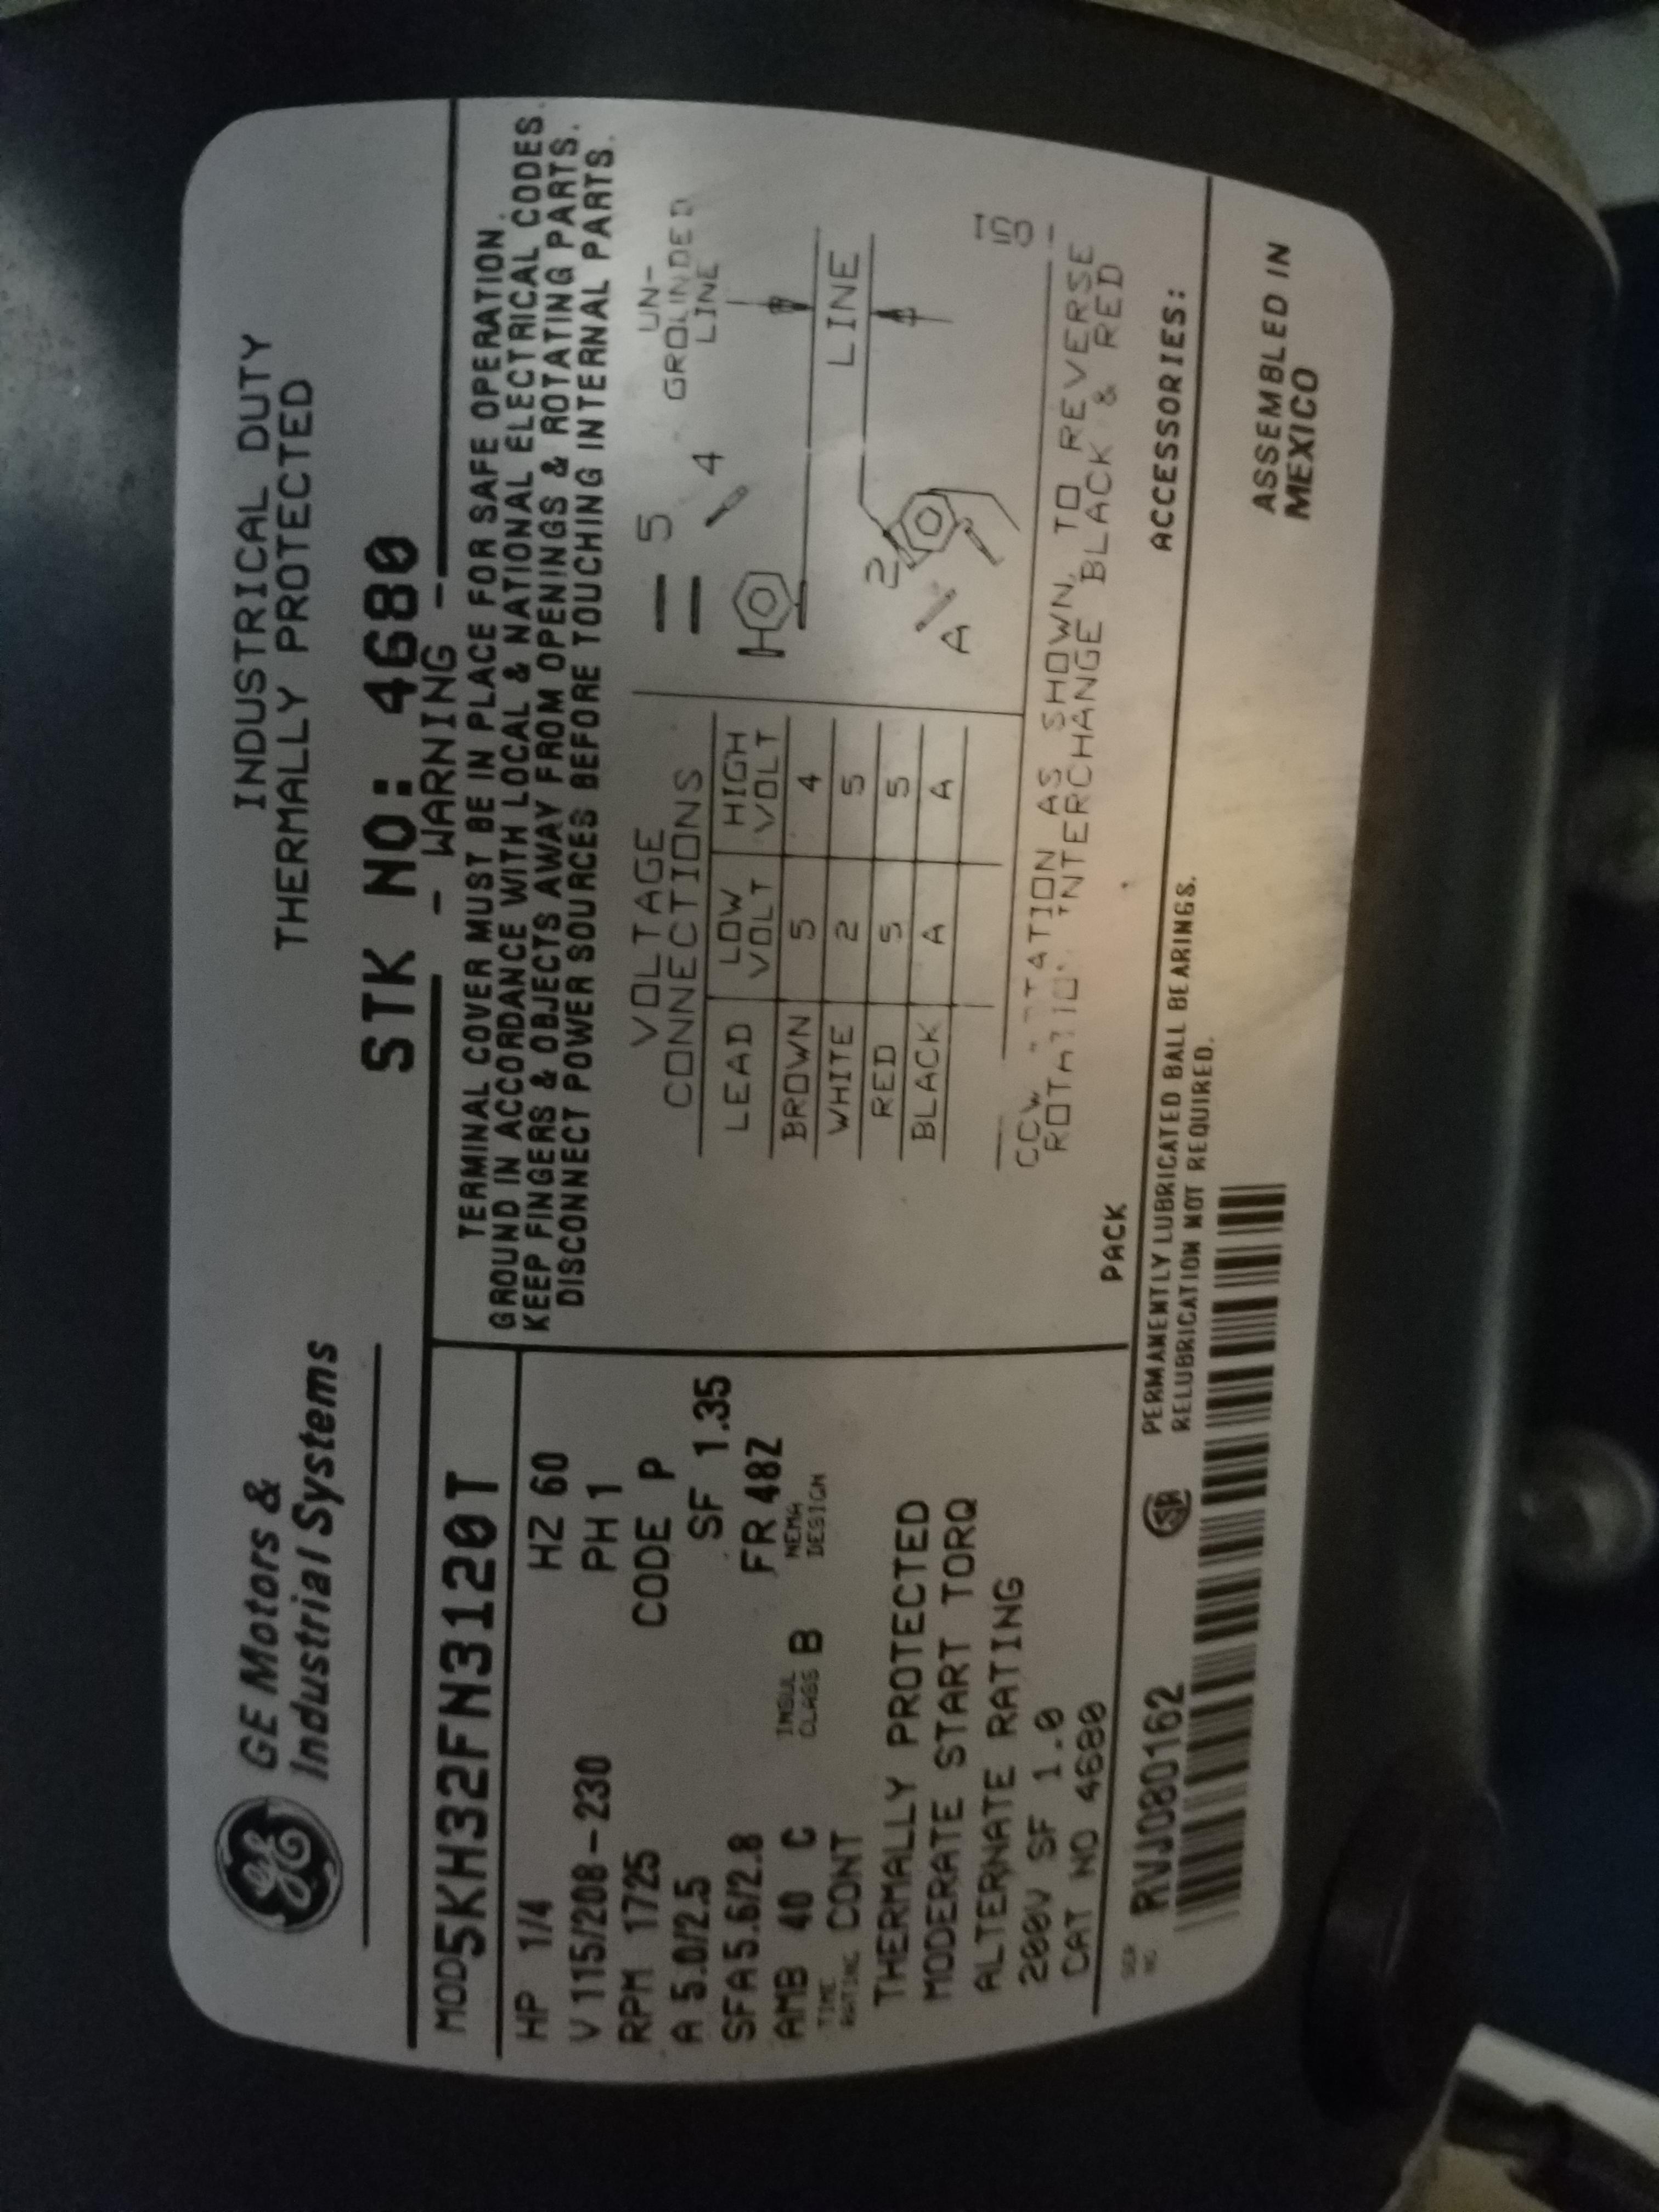 GE Motors &
Industrial Systems
INDUSTRICAL DUTY
THERMALLY PROTECTED
STK NO: 4680
MOD 5KH32FN3120T
HP 1/4 HZ 60
V 115/208-230 PH 1
RPM 1725 CODE P
A 5.0/2.5 SF 1.35
SFA 5.6/2.8 FR 48Z
AMB 40 C INSUL CLASS B NEMA DESIGN
TIME RATING CONT
THERMALLY PROTECTED
MODERATE START TORQ
ALTERNATE RATING
200V SF 1.0
CAT NO 4680
- WARNING -
TERMINAL COVER MUST BE IN PLACE FOR SAFE OPERATION.
GROUND IN ACCORDANCE WITH LOCAL & NATIONAL ELECTRICAL CODES.
KEEP FINGERS & OBJECTS AWAY FROM OPENINGS & ROTATING PARTS.
DISCONNECT POWER SOURCES BEFORE TOUCHING INTERNAL PARTS.
VOLTAGE
CONNECTIONS
LEAD LOW VOLT HIGH VOLT
BROWN 5 4
WHITE 2 5
RED 5 5
BLACK A A
5
4
UN-
GROUNDED
LINE
LINE
2
A
CCW ROTATION AS SHOWN, TO REVERSE
ROTATION INTERCHANGE BLACK & RED
PACK
ACCESSORIES:
SER NO RVJ080162
PERMANENTLY LUBRICATED BALL BEARINGS.
RELUBRICATION NOT REQUIRED.
ASSEMBLED IN
MEXICO